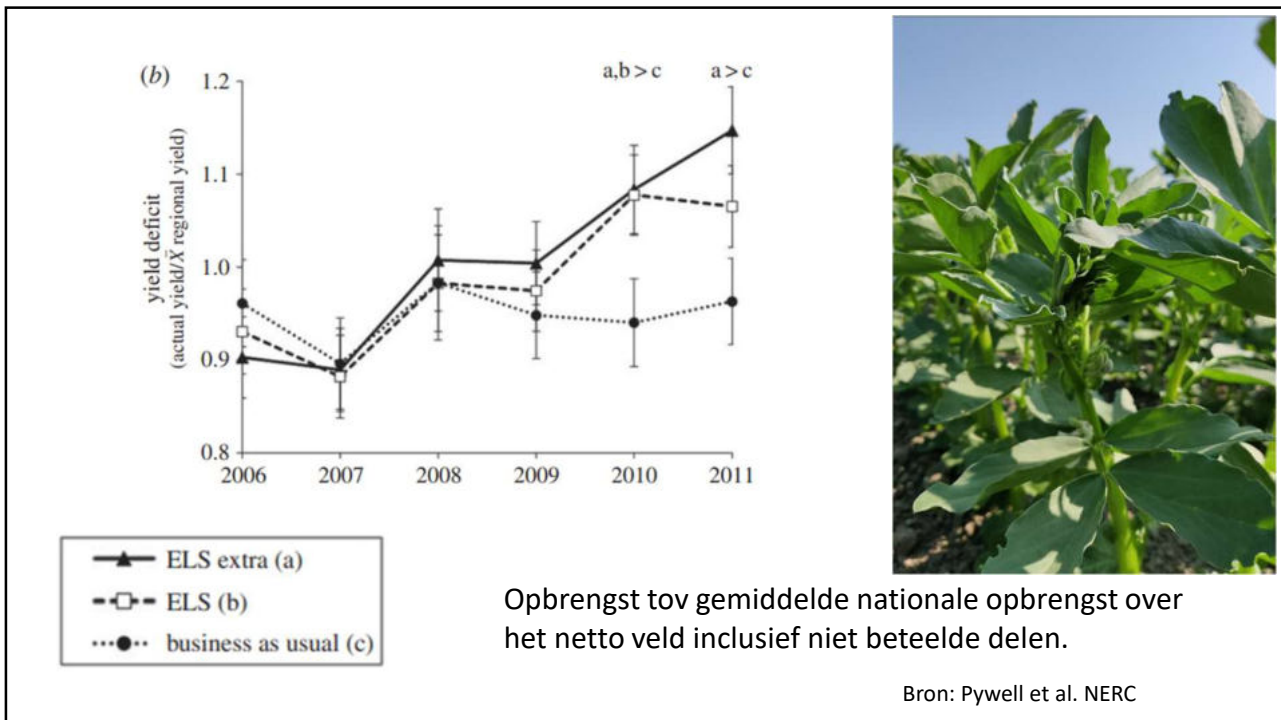 (b)
a,b > c
a > c
1.2
1.1
1.0
0.9
0.8
yield deficit
(actual yield/X̄ regional yield)
2006 2007 2008 2009 2010 2011
ELS extra (a)
ELS (b)
business as usual (c)
Opbrengst tov gemiddelde nationale opbrengst over
het netto veld inclusief niet beteelde delen.
Bron: Pywell et al. NERC